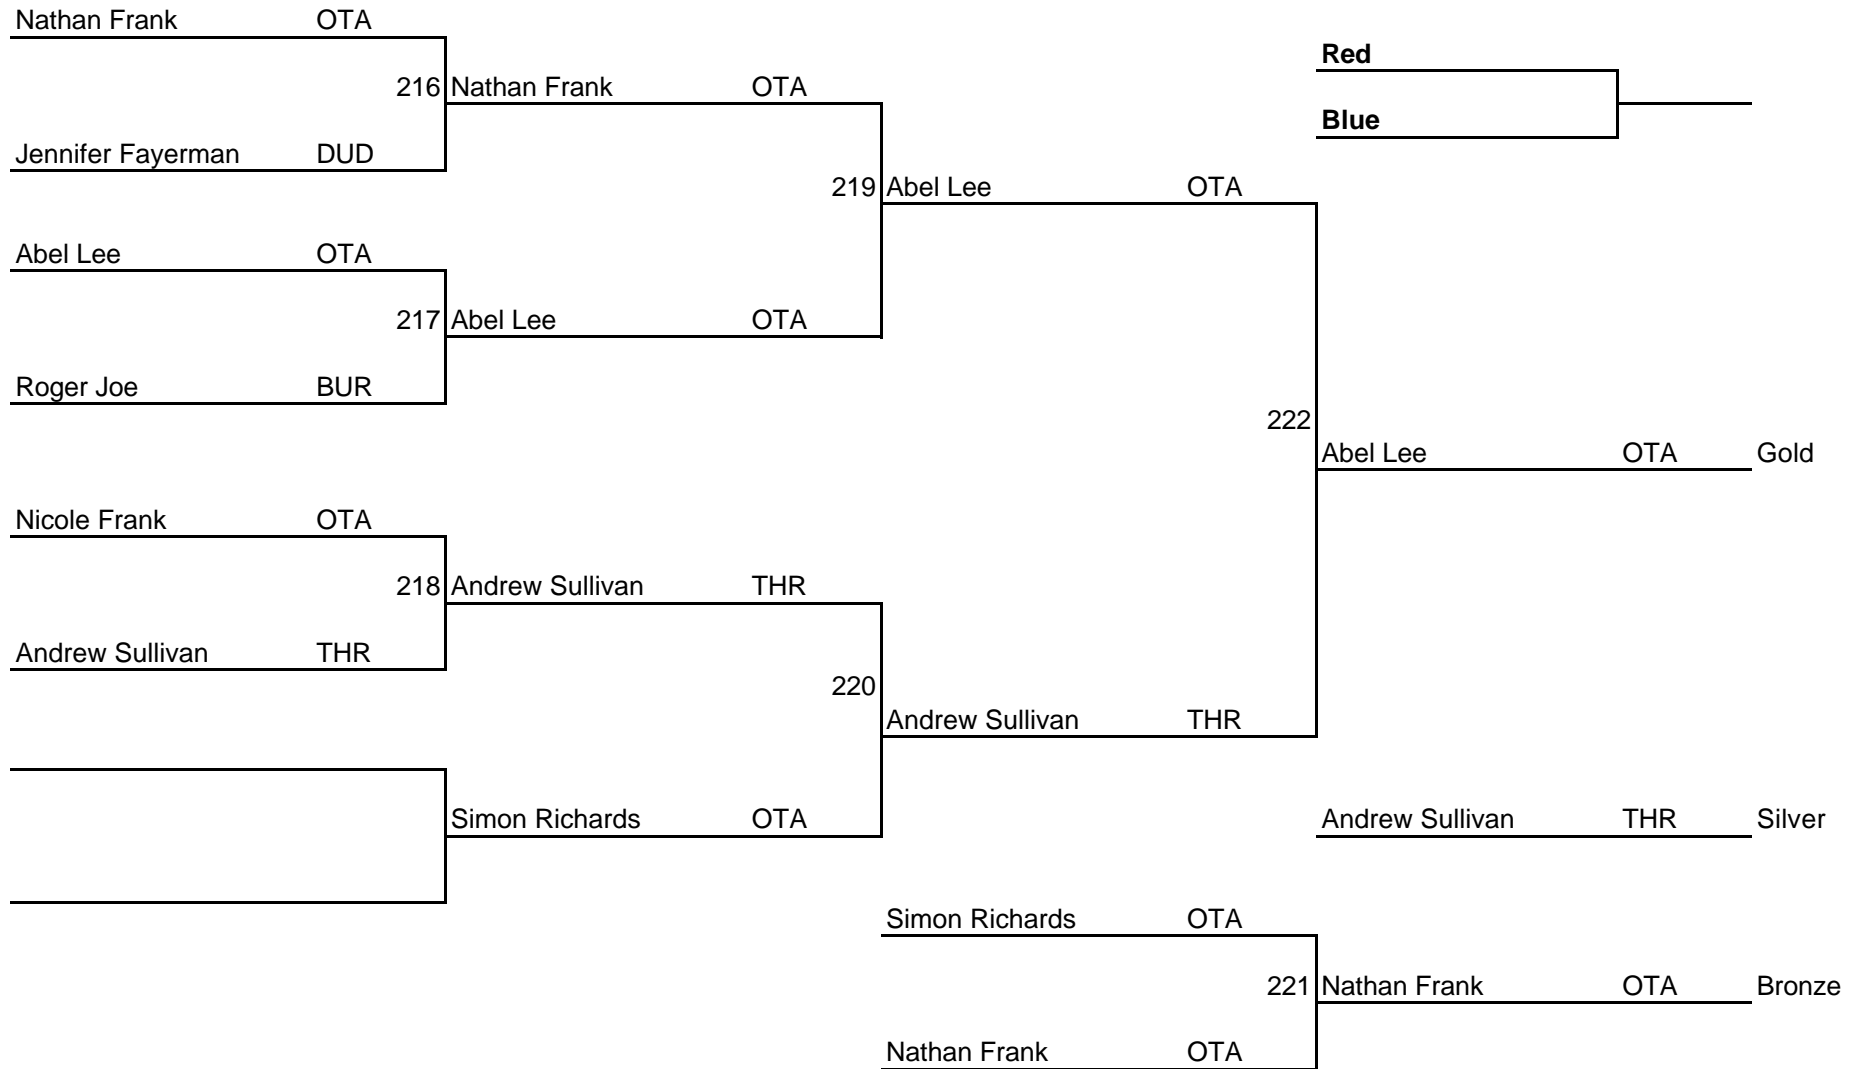 Nathan Frank OTA
Red
216 Nathan Frank OTA
Blue
Jennifer Fayerman DUD
219 Abel Lee OTA
Abel Lee OTA
217 Abel Lee OTA
Roger Joe BUR
222
Abel Lee OTA Gold
Nicole Frank OTA
218 Andrew Sullivan THR
Andrew Sullivan THR
220
Andrew Sullivan THR
Simon Richards OTA
Andrew Sullivan THR Silver
Simon Richards OTA
221 Nathan Frank OTA Bronze
Nathan Frank OTA